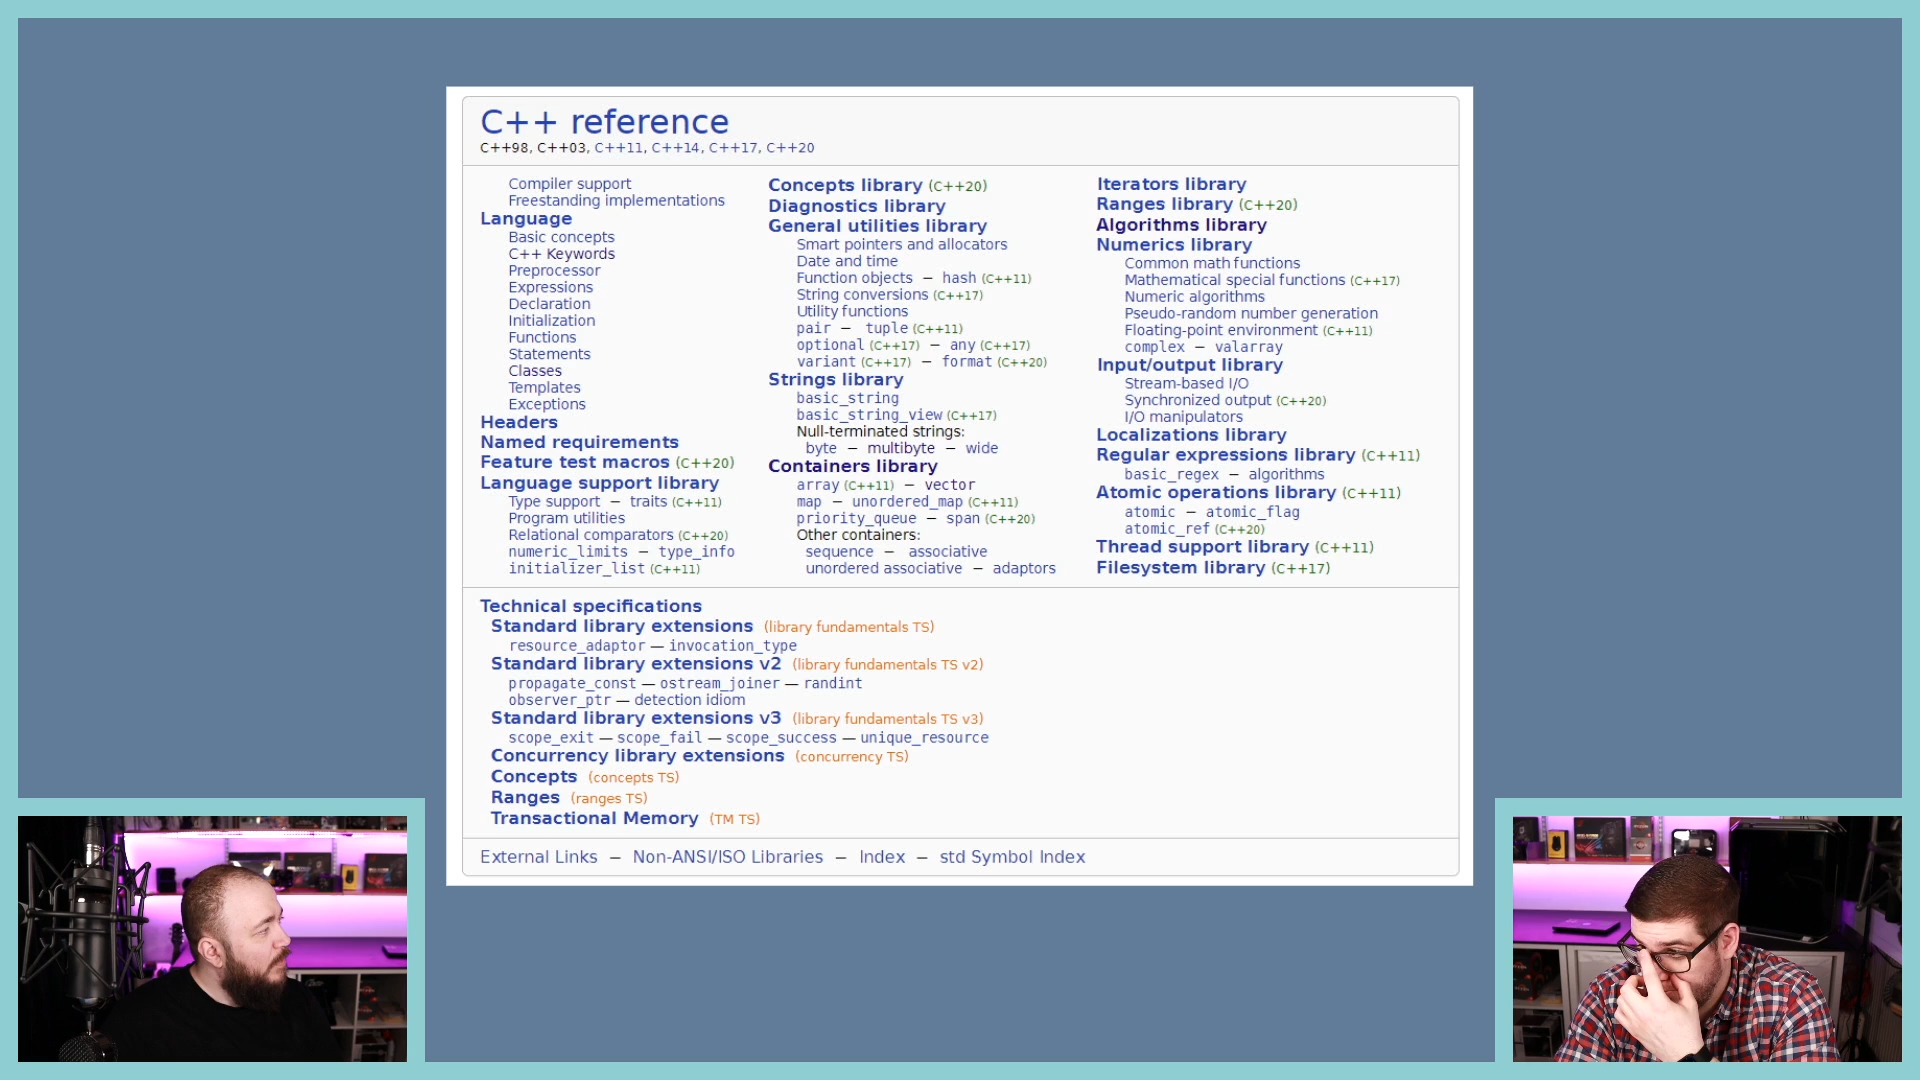 C++ reference
C++98, C++03, C++11, C++14, C++17, C++20
Compiler support
Freestanding implementations
Language
Basic concepts
C++ Keywords
Preprocessor
Expressions
Declaration
Initialization
Functions
Statements
Classes
Templates
Exceptions
Headers
Named requirements
Feature test macros (C++20)
Language support library
Type support − traits (C++11)
Program utilities
Relational comparators (C++20)
numeric_limits − type_info
initializer_list (C++11)
Concepts library (C++20)
Diagnostics library
General utilities library
Smart pointers and allocators
Date and time
Function objects − hash (C++11)
String conversions (C++17)
Utility functions
pair − tuple (C++11)
optional (C++17) − any (C++17)
variant (C++17) − format (C++20)
Strings library
basic_string
basic_string_view (C++17)
Null-terminated strings:
byte − multibyte − wide
Containers library
array (C++11) − vector
map − unordered_map (C++11)
priority_queue − span (C++20)
Other containers:
sequence − associative
unordered associative − adaptors
Iterators library
Ranges library (C++20)
Algorithms library
Numerics library
Common math functions
Mathematical special functions (C++17)
Numeric algorithms
Pseudo-random number generation
Floating-point environment (C++11)
complex − valarray
Input/output library
Stream-based I/O
Synchronized output (C++20)
I/O manipulators
Localizations library
Regular expressions library (C++11)
basic_regex − algorithms
Atomic operations library (C++11)
atomic − atomic_flag
atomic_ref (C++20)
Thread support library (C++11)
Filesystem library (C++17)
Technical specifications
Standard library extensions (library fundamentals TS)
resource_adaptor — invocation_type
Standard library extensions v2 (library fundamentals TS v2)
propagate_const — ostream_joiner — randint
observer_ptr — detection idiom
Standard library extensions v3 (library fundamentals TS v3)
scope_exit — scope_fail — scope_success — unique_resource
Concurrency library extensions (concurrency TS)
Concepts (concepts TS)
Ranges (ranges TS)
Transactional Memory (TM TS)
External Links − Non-ANSI/ISO Libraries − Index − std Symbol Index